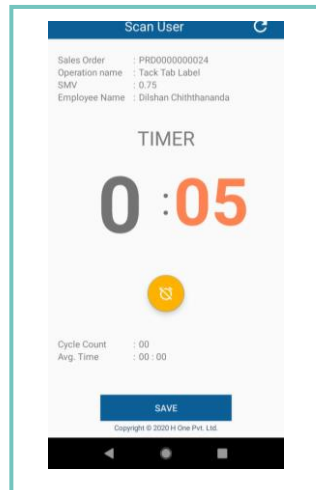 Scan User
Sales Order : PRD0000000024
Operation name : Tack Tab Label
SMV : 0.75
Employee Name : Dilshan Chiththananda
TIMER
0 : 05
Cycle Count : 00
Avg. Time : 00 : 00
SAVE
Copyright © 2020 H One Pvt. Ltd.